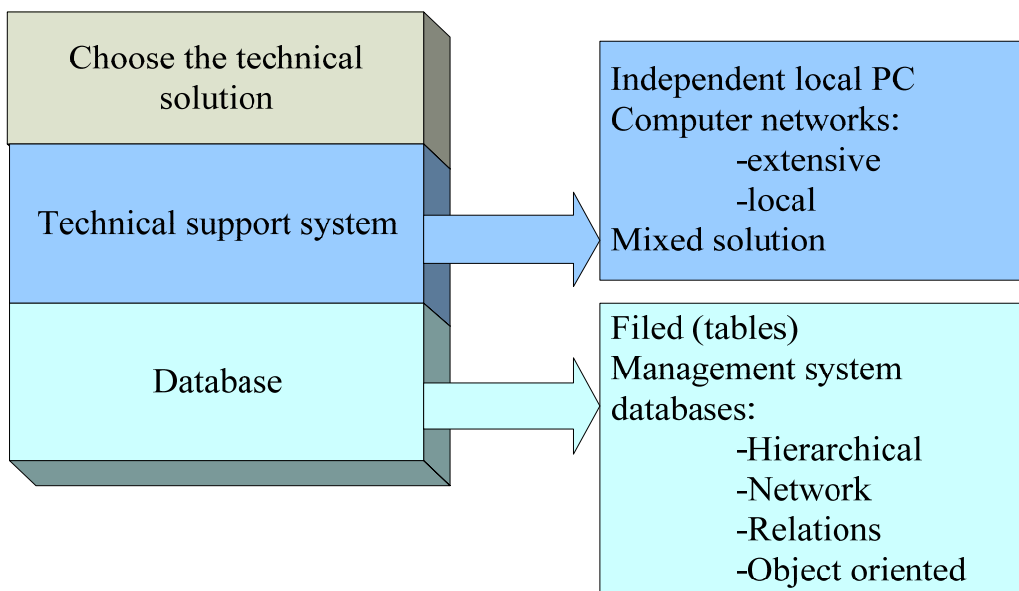 Choose the technical
solution
Technical support system
Database
Independent local PC
Computer networks:
-extensive
-local
Mixed solution
Filed (tables)
Management system
databases:
-Hierarchical
-Network
-Relations
-Object oriented